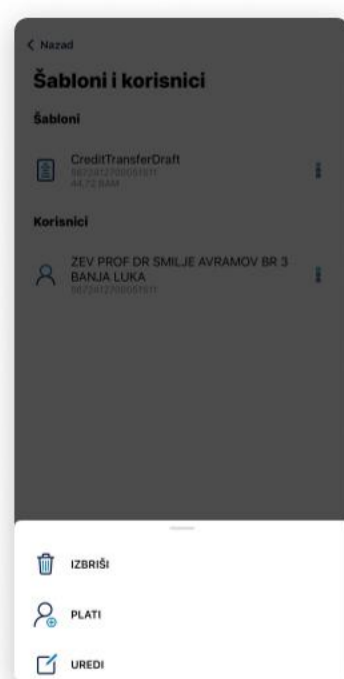 Nazad
Šabloni i korisnici
Šabloni
CreditTransferDraft
5672812700051511
44,72 BAM
Korisnici
ZEV PROF DR SMILJE AVRAMOV BR 3
BANJA LUKA
IZBRIŠI
PLATI
UREDI